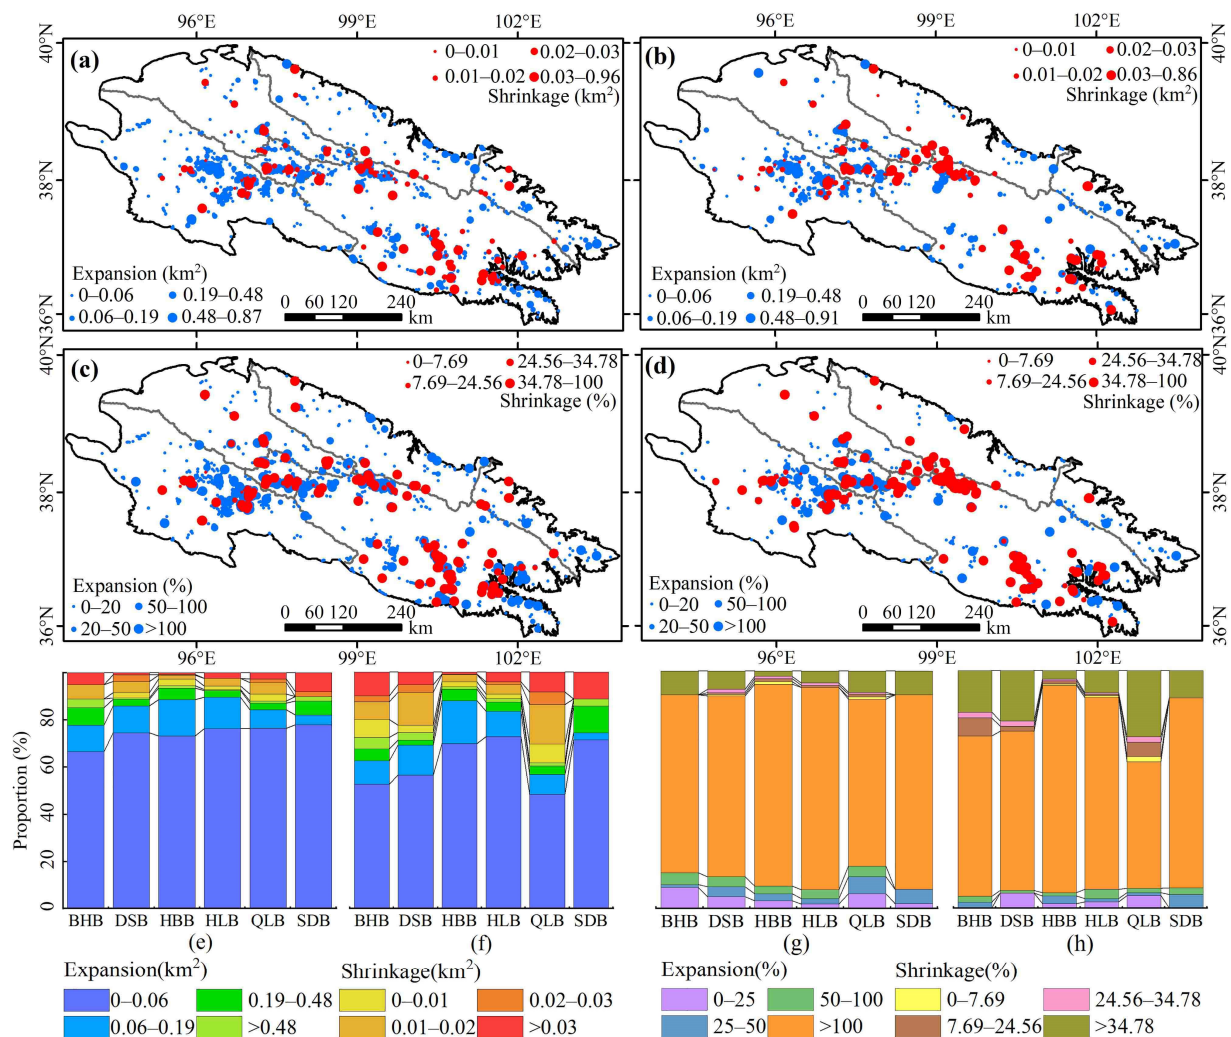 96°E 99°E 102°E 96°E 99°E 102°E
40°N 38°N 36°N
40°N 38°N 36°N
(a)
0–0.01 0.02–0.03
0.01–0.02 0.03–0.96
Shrinkage (km²)
Expansion (km²)
0–0.06 0.19–0.48
0.06–0.19 0.48–0.87
0 60 120 240
km
(b)
0–0.01 0.02–0.03
0.01–0.02 0.03–0.86
Shrinkage (km²)
Expansion (km²)
0–0.06 0.19–0.48
0.06–0.19 0.48–0.91
0 60 120 240
km
40°N 38°N 36°N
40°N 38°N 36°N
(c)
0–7.69 24.56–34.78
7.69–24.56 34.78–100
Shrinkage (%)
Expansion (%)
0–20 50–100
20–50 >100
0 60 120 240
km
(d)
0–7.69 24.56–34.78
7.69–24.56 34.78–100
Shrinkage (%)
Expansion (%)
0–20 50–100
20–50 >100
0 60 120 240
km
96°E 99°E 102°E 96°E 99°E 102°E
Proportion (%)
80
60
40
20
0
BHB DSB HBB HLB QLB SDB BHB DSB HBB HLB QLB SDB BHB DSB HBB HLB QLB SDB BHB DSB HBB HLB QLB SDB
(e) (f) (g) (h)
Expansion(km²) Shrinkage(km²)
0–0.06 0.19–0.48 0–0.01 0.02–0.03
0.06–0.19 >0.48 0.01–0.02 >0.03
Expansion(%) Shrinkage(%)
0–25 50–100 0–7.69 24.56–34.78
25–50 >100 7.69–24.56 >34.78